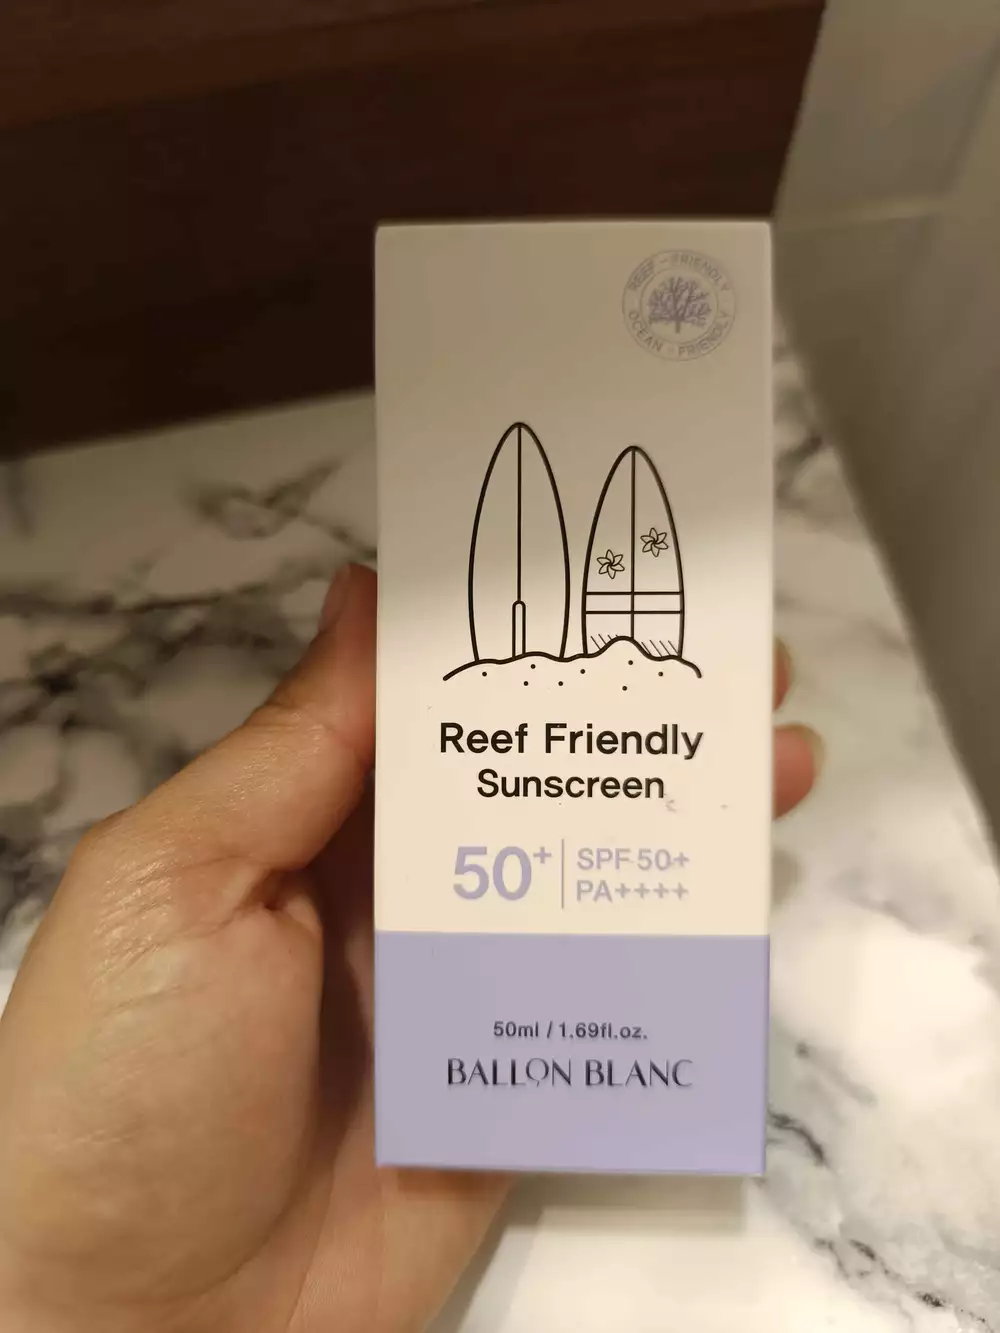 REEF - FRIENDLY
OCEAN - FRIENDLY
Reef Friendly
Sunscreen
50+
SPF 50+
PA++++
50ml / 1.69fl.oz.
BALLON BLANC